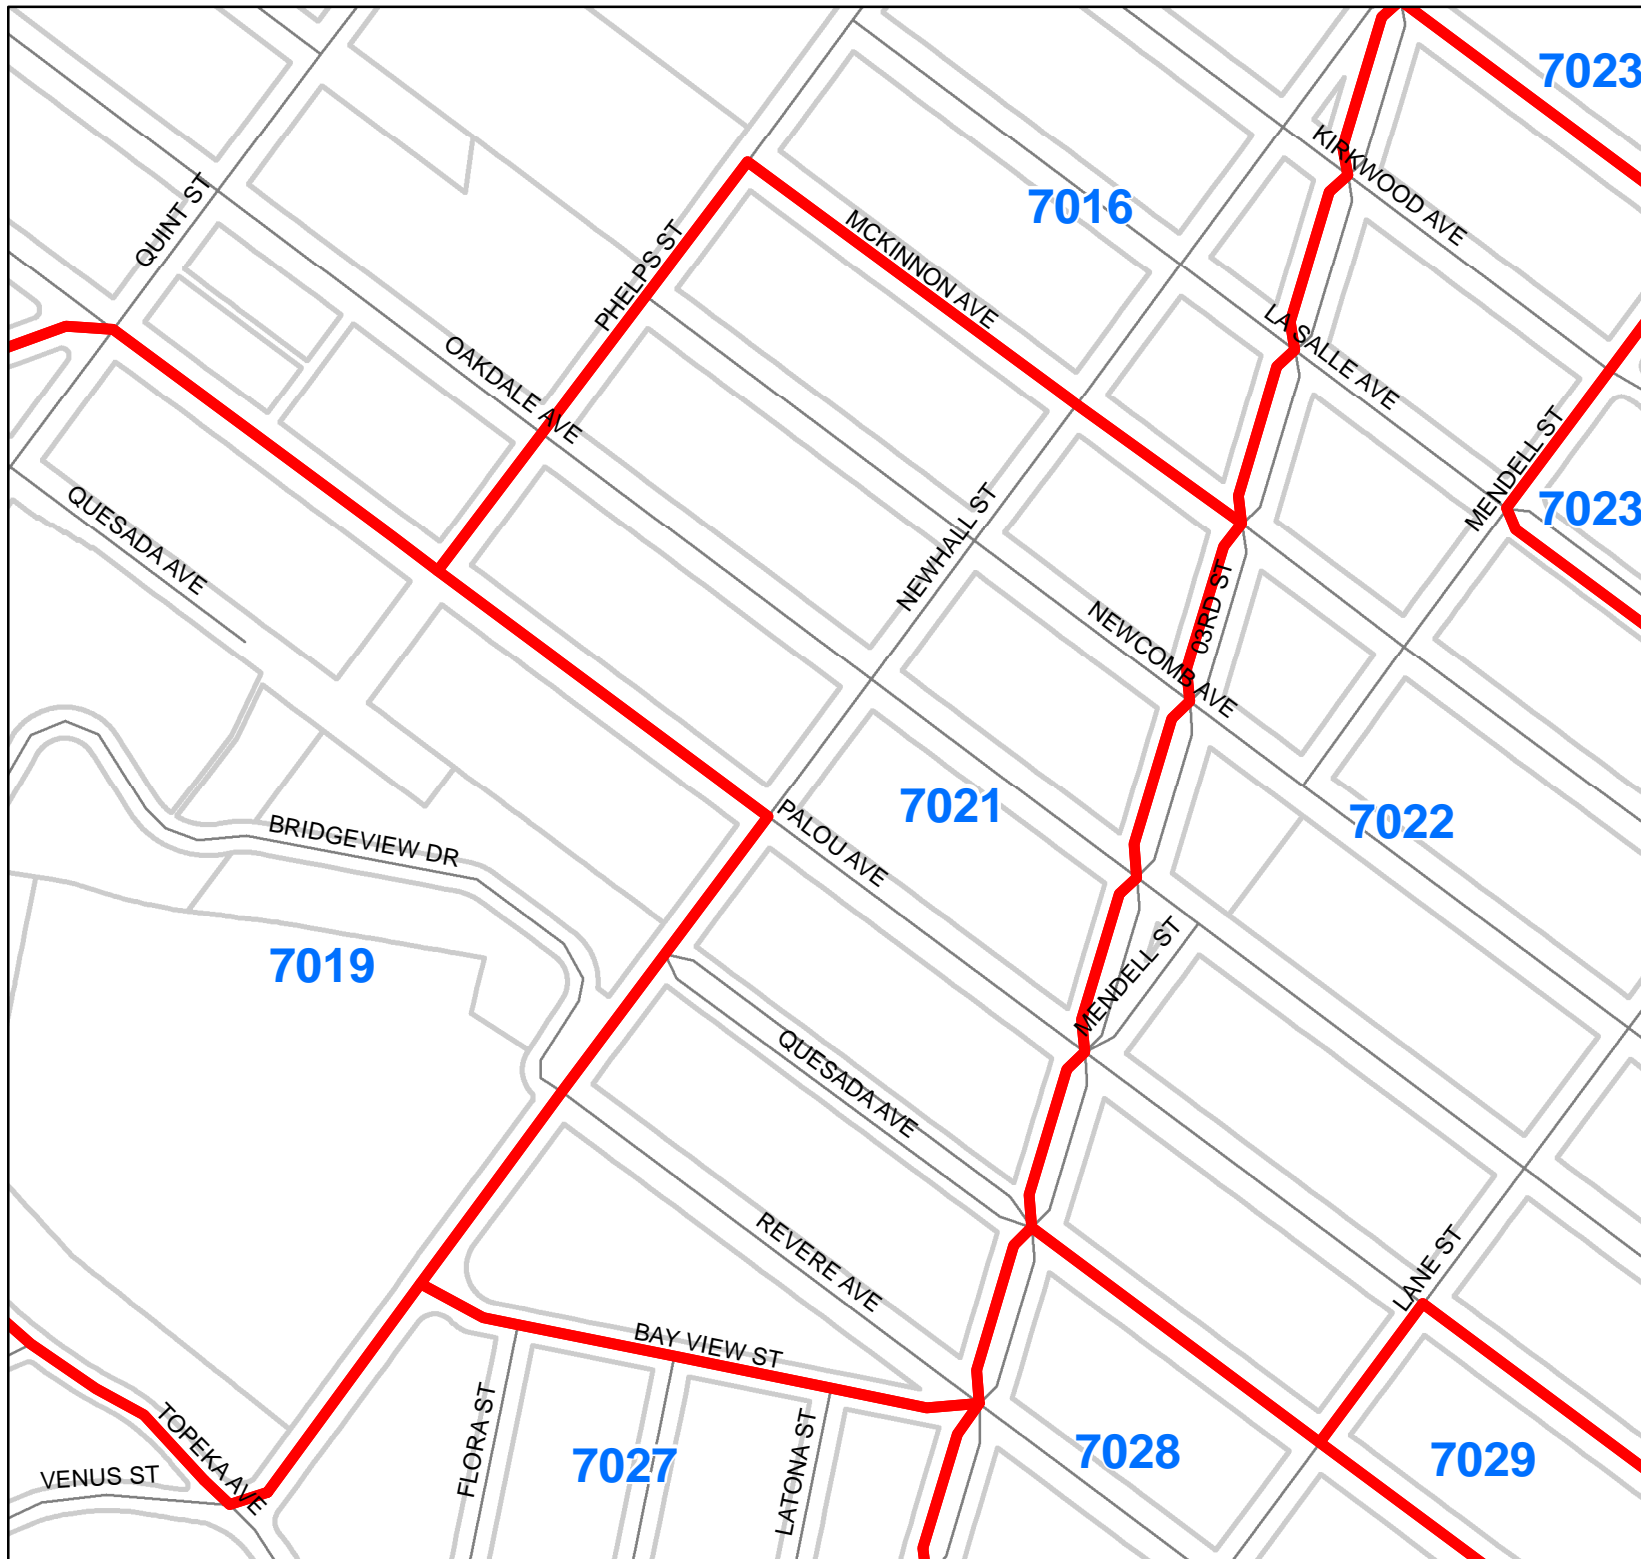 7023
KIRKWOOD AVE
QUINT ST
7016
MCKINNON AVE
PHELPS ST
LA SALLE AVE
OAKDALE AVE
MENDELL ST
7023
QUESADA AVE
NEWHALL ST
03RD ST
NEWCOMB AVE
7021
PALOU AVE
7022
BRIDGEVIEW DR
7019
MENDELL ST
QUESADA AVE
REVERE AVE
LANE ST
BAY VIEW ST
TOPEKA AVE
FLORA ST
LATONA ST
7027
7028
7029
VENUS ST